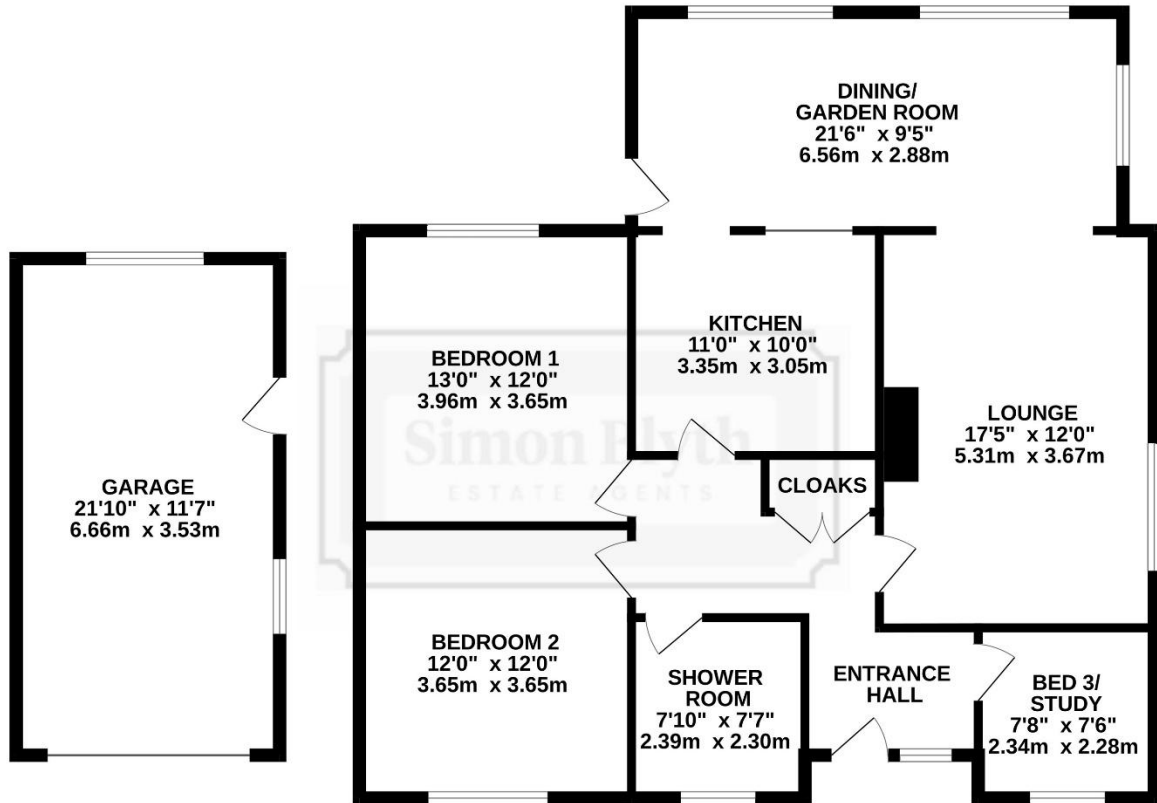 DINING/
GARDEN ROOM
21'6" x 9'5"
6.56m x 2.88m
KITCHEN
11'0" x 10'0"
3.35m x 3.05m
BEDROOM 1
13'0" x 12'0"
3.96m x 3.65m
LOUNGE
17'5" x 12'0"
5.31m x 3.67m
Simon Blyth
ESTATE AGENTS
CLOAKS
GARAGE
21'10" x 11'7"
6.66m x 3.53m
BEDROOM 2
12'0" x 12'0"
3.65m x 3.65m
SHOWER
ROOM
7'10" x 7'7"
2.39m x 2.30m
ENTRANCE
HALL
BED 3/
STUDY
7'8" x 7'6"
2.34m x 2.28m